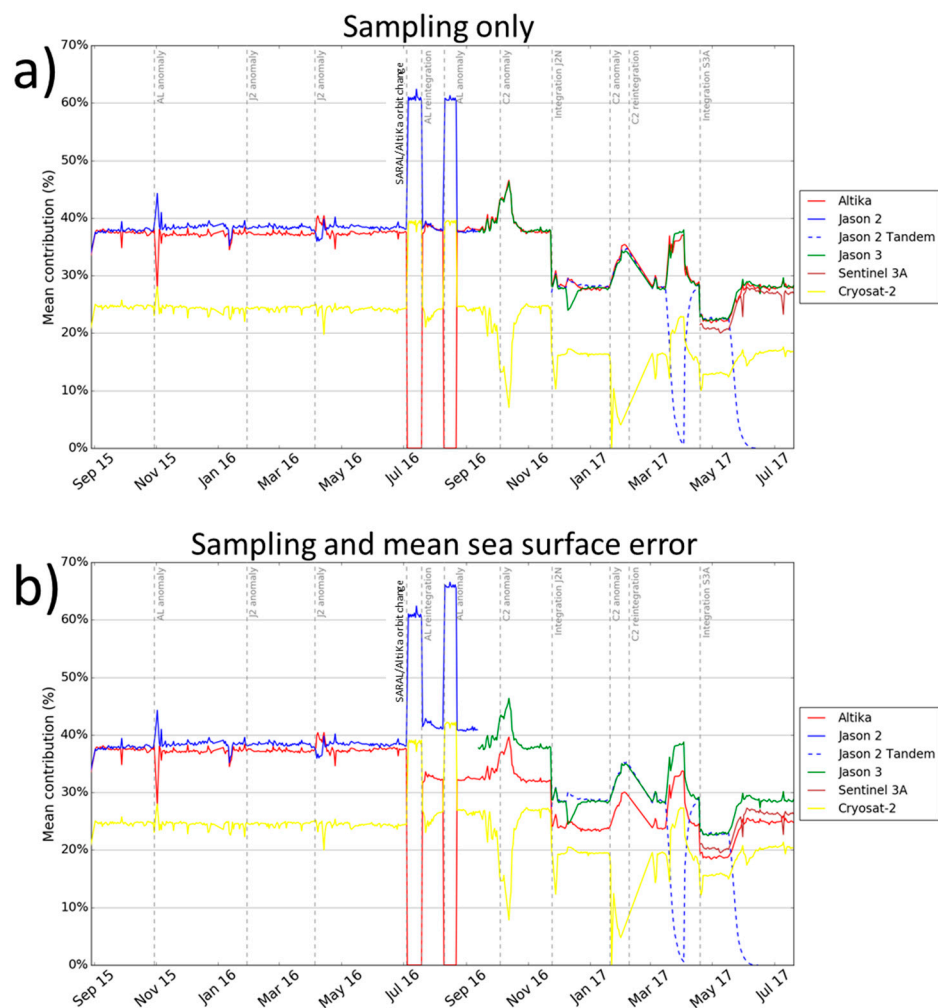 Sampling only
a)
70%
60%
50%
40%
30%
20%
10%
0%
Mean contribution (%)
AL anomaly
J2 anomaly
J2 anomaly
SARAL/AltiKa orbit change
AL reintegration
AL anomaly
C2 anomaly
Integration J2N
C2 anomaly
C2 reintegration
Integration S3A
Sep 15
Nov 15
Jan 16
Mar 16
May 16
Jul 16
Sep 16
Nov 16
Jan 17
Mar 17
May 17
Jul 17
Altika
Jason 2
Jason 2 Tandem
Jason 3
Sentinel 3A
Cryosat-2
Sampling and mean sea surface error
b)
70%
60%
50%
40%
30%
20%
10%
0%
Mean contribution (%)
AL anomaly
J2 anomaly
J2 anomaly
SARAL/AltiKa orbit change
AL reintegration
AL anomaly
C2 anomaly
Integration J2N
C2 anomaly
C2 reintegration
Integration S3A
Sep 15
Nov 15
Jan 16
Mar 16
May 16
Jul 16
Sep 16
Nov 16
Jan 17
Mar 17
May 17
Jul 17
Altika
Jason 2
Jason 2 Tandem
Jason 3
Sentinel 3A
Cryosat-2